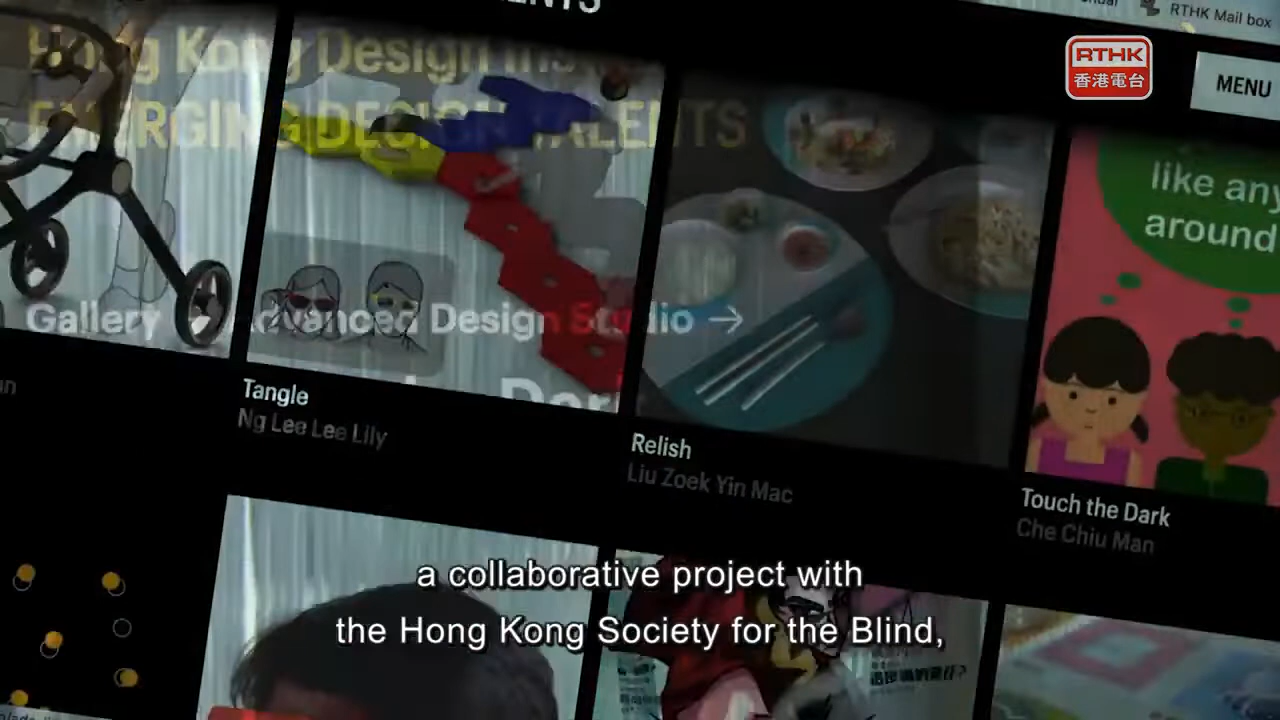 RTHK Mail box
RTHK
香港電台
MENU
Hong Kong Design Ins
EMERGING DESIGN TALENTS
like any
around
Gallery
Advanced Design Studio →
Tangle
Ng Lee Lee Lily
Relish
Liu Zoek Yin Mac
Touch the Dark
Che Chiu Man
a collaborative project with
the Hong Kong Society for the Blind,